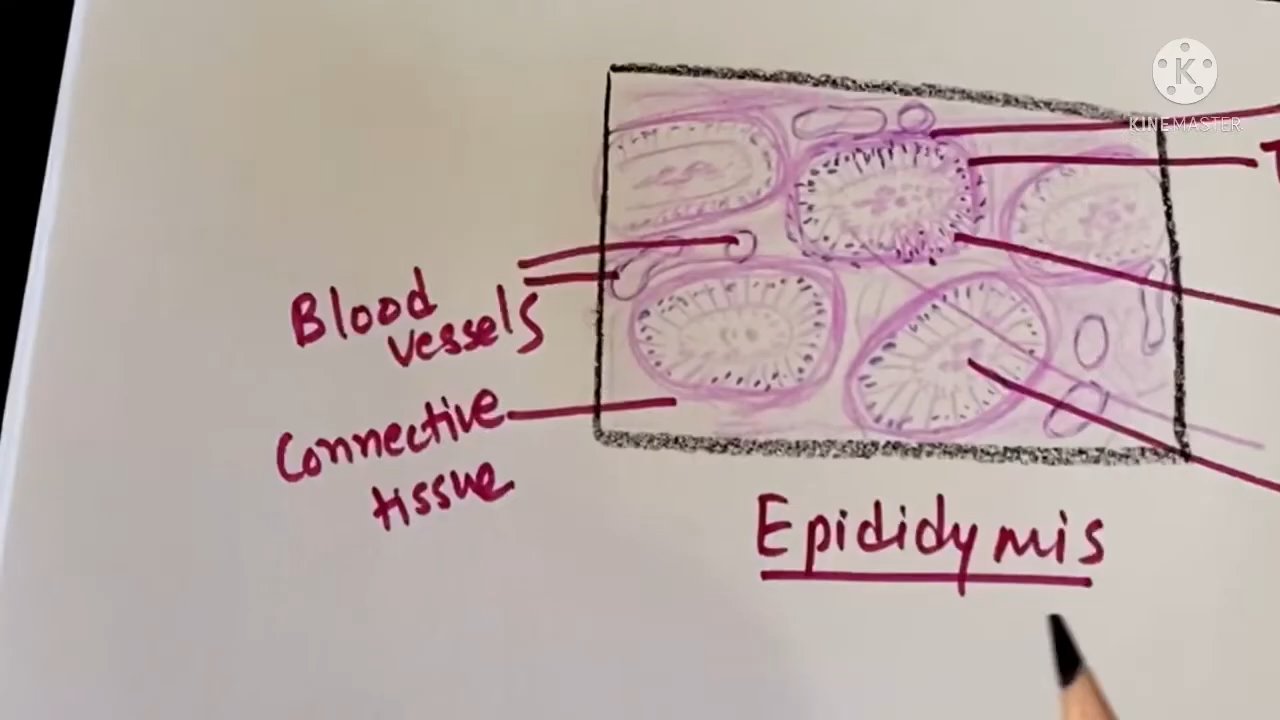 KINEMASTER
Blood
vessels
Connective
tissue
Epididymis